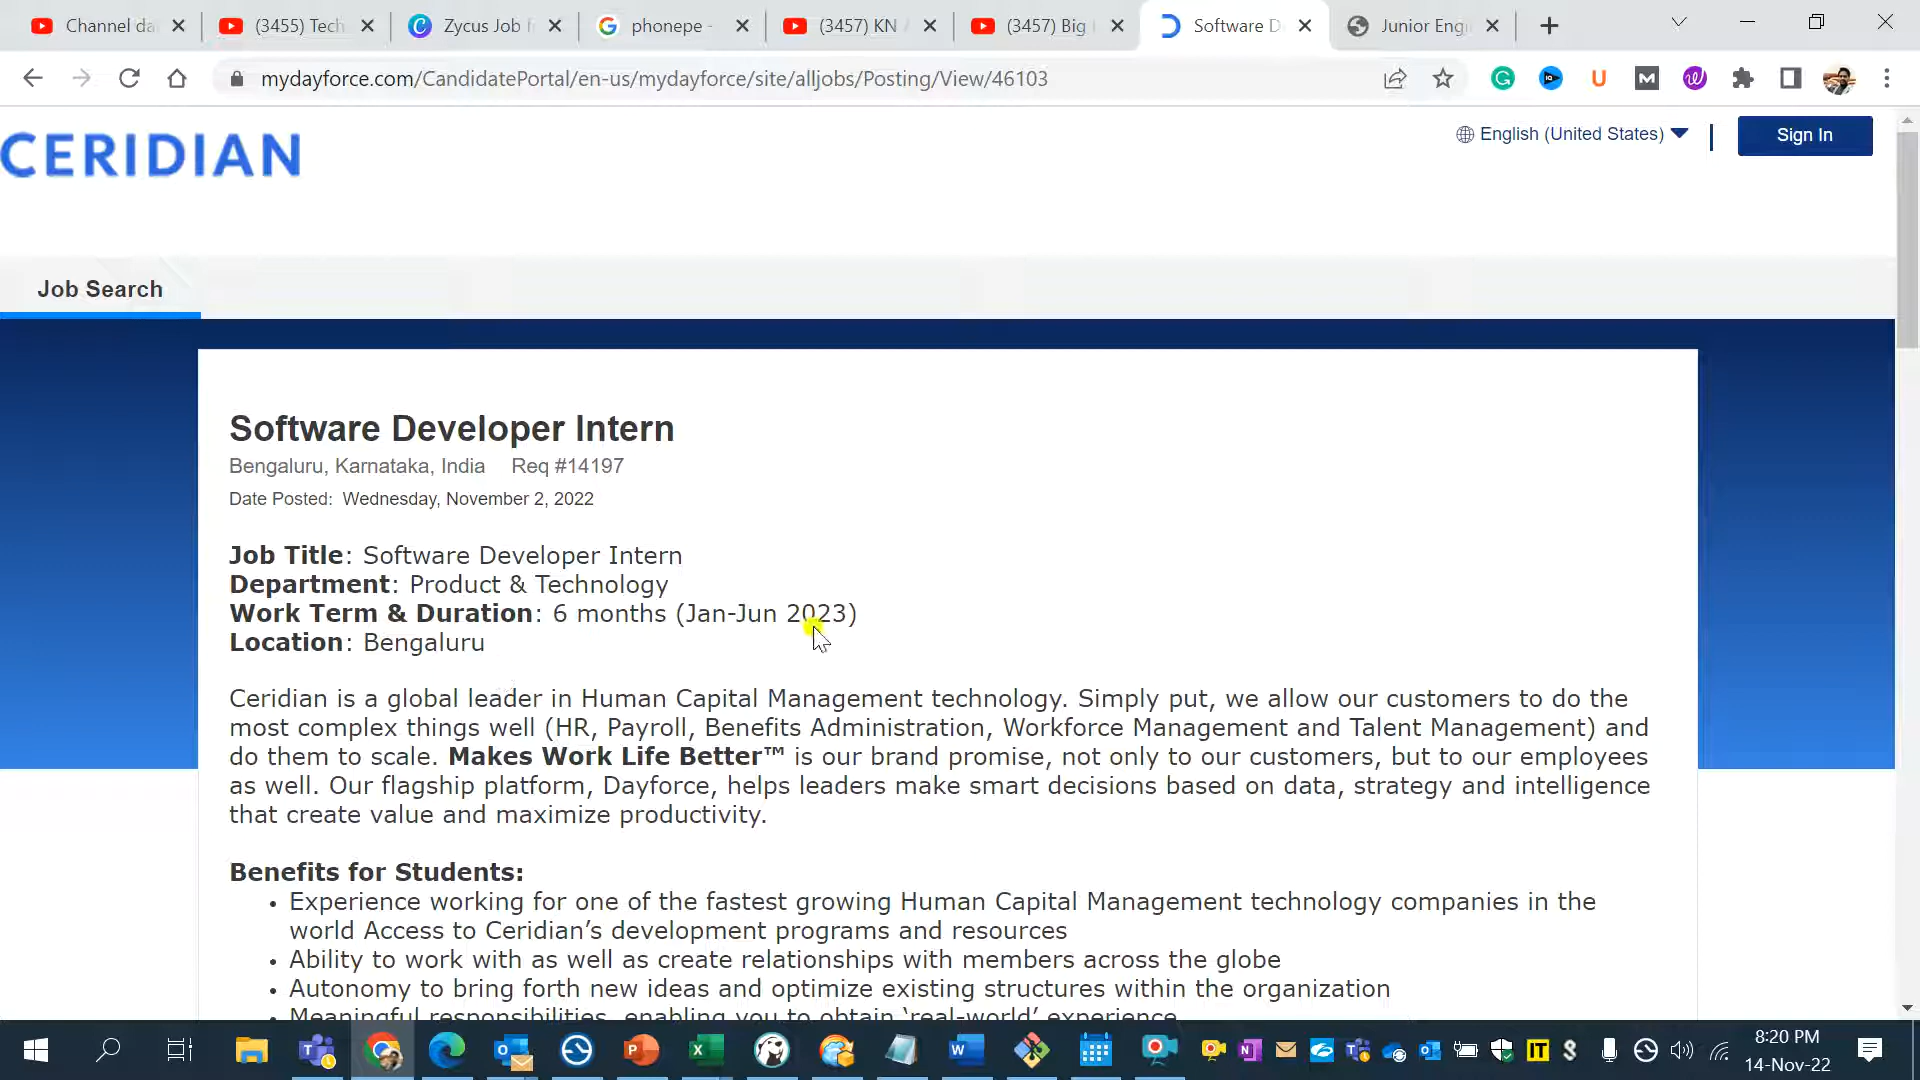 Channel da
(3455) Tech
Zycus Job
phonepe -
(3457) KN
(3457) Big
Software D
Junior Engi
mydayforce.com/CandidatePortal/en-us/mydayforce/site/alljobs/Posting/View/46103
CERIDIAN
English (United States)
Sign In
Job Search
Software Developer Intern
Bengaluru, Karnataka, India Req #14197
Date Posted: Wednesday, November 2, 2022
Job Title: Software Developer Intern
Department: Product & Technology
Work Term & Duration: 6 months (Jan-Jun 2023)
Location: Bengaluru
Ceridian is a global leader in Human Capital Management technology. Simply put, we allow our customers to do the
most complex things well (HR, Payroll, Benefits Administration, Workforce Management and Talent Management) and
do them to scale. Makes Work Life Better™ is our brand promise, not only to our customers, but to our employees
as well. Our flagship platform, Dayforce, helps leaders make smart decisions based on data, strategy and intelligence
that create value and maximize productivity.
Benefits for Students:
• Experience working for one of the fastest growing Human Capital Management technology companies in the
world Access to Ceridian’s development programs and resources
• Ability to work with as well as create relationships with members across the globe
• Autonomy to bring forth new ideas and optimize existing structures within the organization
• Meaningful responsibilities, enabling you to obtain ‘real-world’ experience
8:20 PM
14-Nov-22